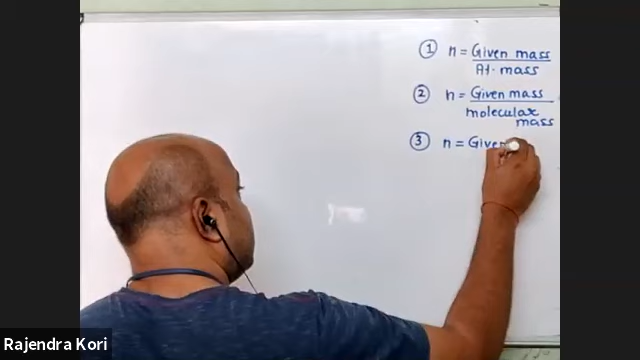 ① n = Given mass
At. mass
② n = Given mass
molecular
mass
③ n = Given
Rajendra Kori